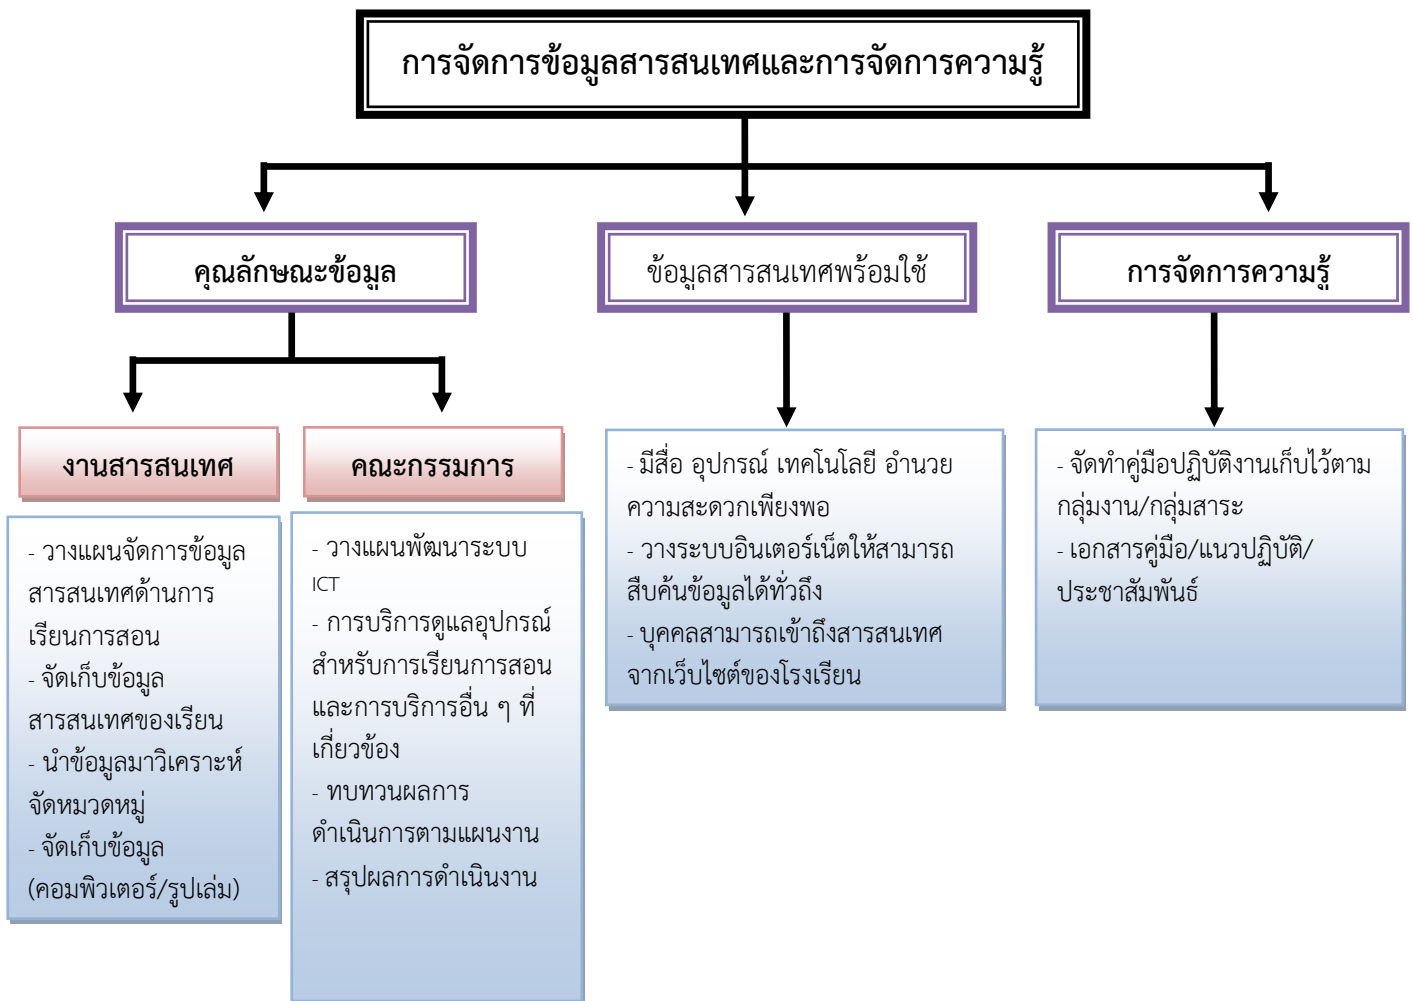 การจัดการข้อมูลสารสนเทศและการจัดการความรู้
คุณลักษณะข้อมูล
ข้อมูลสารสนเทศพร้อมใช้
การจัดการความรู้
งานสารสนเทศ
- วางแผนจัดการข้อมูล
สารสนเทศด้านการ
เรียนการสอน
- จัดเก็บข้อมูล
สารสนเทศของเรียน
- นำข้อมูลมาวิเคราะห์
จัดหมวดหมู่
- จัดเก็บข้อมูล
(คอมพิวเตอร์/รูปเล่ม)
คณะกรรมการ
- วางแผนพัฒนาระบบ
ICT
- การบริการดูแลอุปกรณ์
สำหรับการเรียนการสอน
และการบริการอื่น ๆ ที่
เกี่ยวข้อง
- ทบทวนผลการ
ดำเนินการตามแผนงาน
- สรุปผลการดำเนินงาน
- มีสื่อ อุปกรณ์ เทคโนโลยี อำนวย
ความสะดวกเพียงพอ
- วางระบบอินเตอร์เน็ตให้สามารถ
สืบค้นข้อมูลได้ทั่วถึง
- บุคคลสามารถเข้าถึงสารสนเทศ
จากเว็บไซต์ของโรงเรียน
- จัดทำคู่มือปฏิบัติงานเก็บไว้ตาม
กลุ่มงาน/กลุ่มสาระ
- เอกสารคู่มือ/แนวปฏิบัติ/
ประชาสัมพันธ์